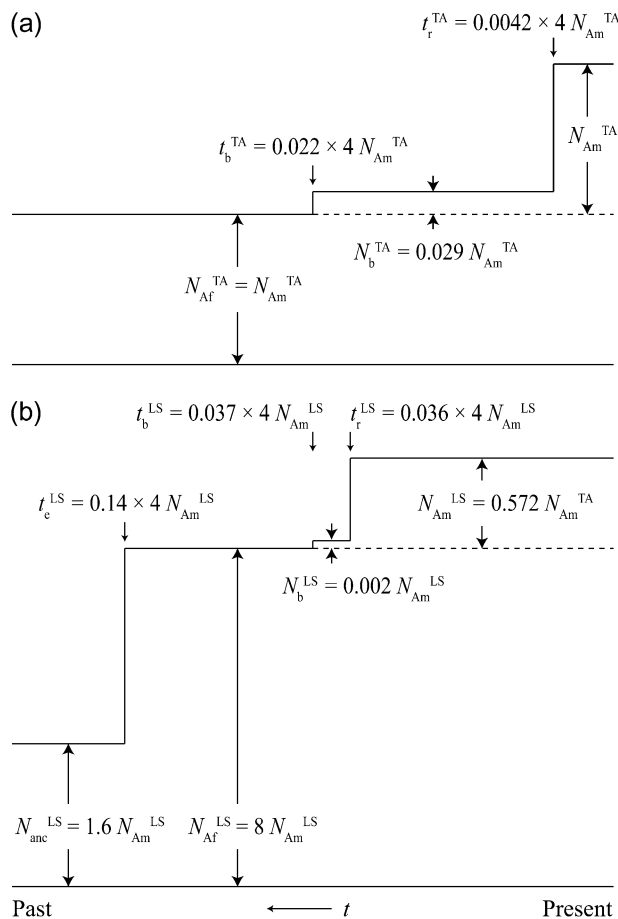 (a)
t_r^TA = 0.0042 × 4 N_Am^TA
N_Am^TA
t_b^TA = 0.022 × 4 N_Am^TA
N_b^TA = 0.029 N_Am^TA
N_Af^TA = N_Am^TA
(b)
t_b^LS = 0.037 × 4 N_Am^LS
t_r^LS = 0.036 × 4 N_Am^LS
t_e^LS = 0.14 × 4 N_Am^LS
N_Am^LS = 0.572 N_Am^TA
N_b^LS = 0.002 N_Am^LS
N_anc^LS = 1.6 N_Am^LS
N_Af^LS = 8 N_Am^LS
Past
t
Present